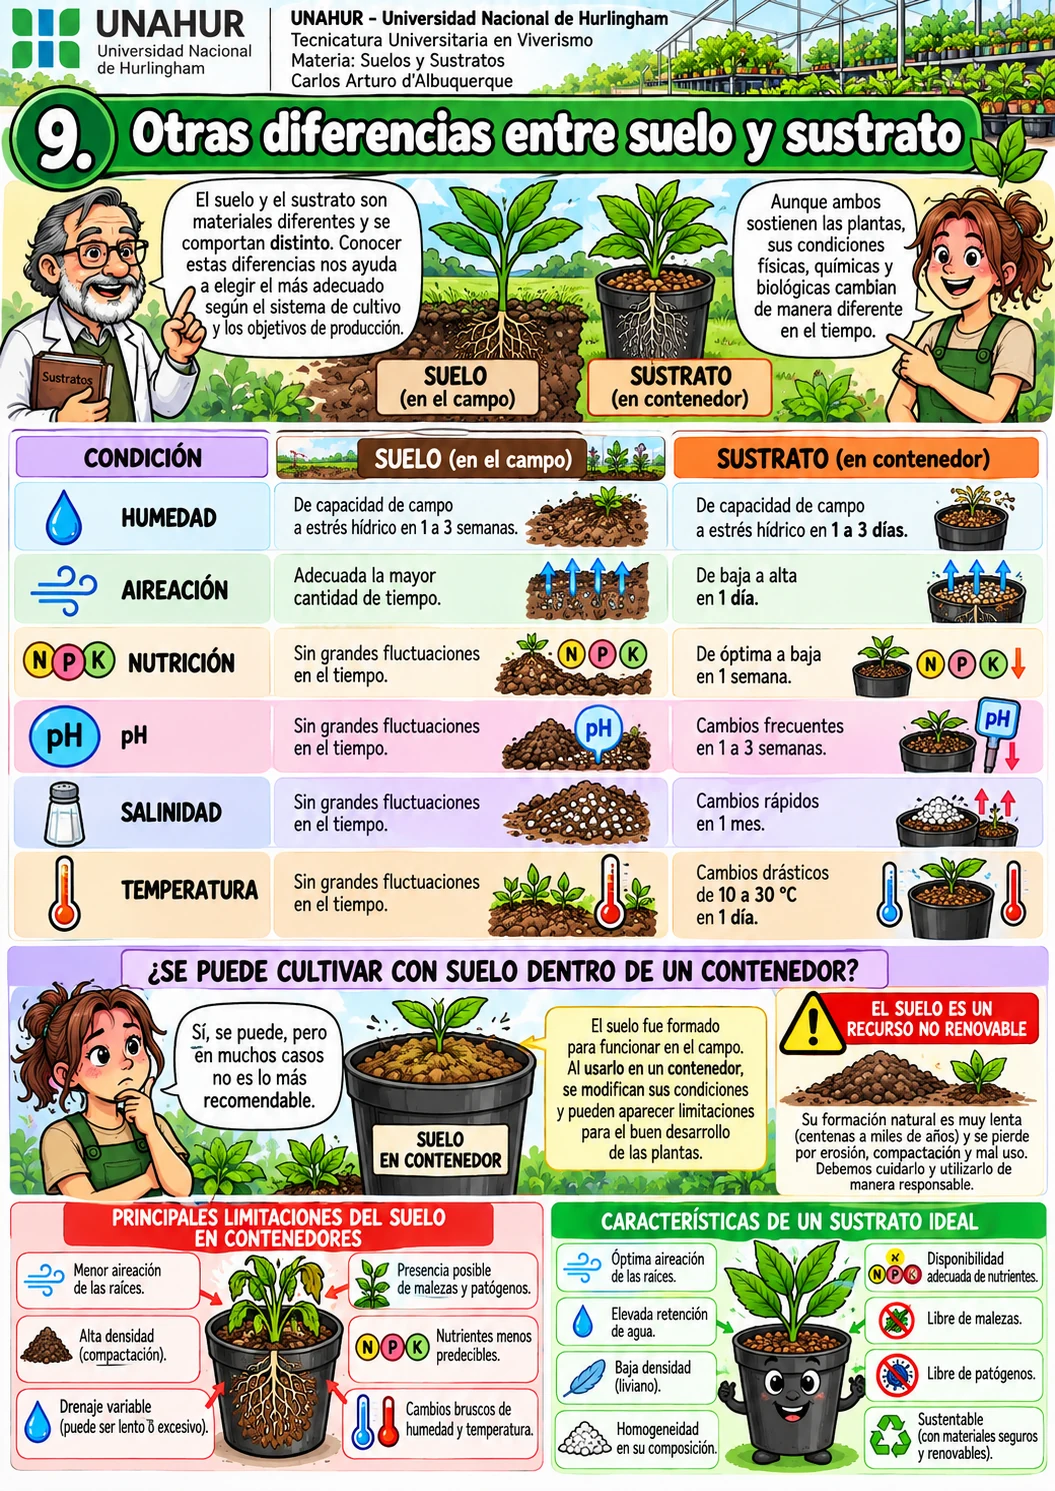 UNAHUR
Universidad Nacional
de Hurlingham
UNAHUR - Universidad Nacional de Hurlingham
Tecnicatura Universitaria en Viverismo
Materia: Suelos y Sustratos
Carlos Arturo d'Albuquerque
9. Otras diferencias entre suelo y sustrato
El suelo y el sustrato son
materiales diferentes y se
comportan distinto. Conocer
estas diferencias nos ayuda
a elegir el más adecuado
según el sistema de cultivo
y los objetivos de producción.
Sustratos
SUELO
(en el campo)
SUSTRATO
(en contenedor)
Aunque ambos
sostienen las plantas,
sus condiciones
físicas, químicas y
biológicas cambian
de manera diferente
en el tiempo.
CONDICIÓN
SUELO (en el campo)
SUSTRATO (en contenedor)
HUMEDAD
De capacidad de campo
a estrés hídrico en 1 a 3 semanas.
De capacidad de campo
a estrés hídrico en 1 a 3 días.
AIREACIÓN
Adecuada la mayor
cantidad de tiempo.
De baja a alta
en 1 día.
N P K NUTRICIÓN
Sin grandes fluctuaciones
en el tiempo.
N P K
De óptima a baja
en 1 semana.
N P K
pH pH
Sin grandes fluctuaciones
en el tiempo.
pH
Cambios frecuentes
en 1 a 3 semanas.
pH
SALINIDAD
Sin grandes fluctuaciones
en el tiempo.
Cambios rápidos
en 1 mes.
TEMPERATURA
Sin grandes fluctuaciones
en el tiempo.
Cambios drásticos
de 10 a 30 °C
en 1 día.
¿SE PUEDE CULTIVAR CON SUELO DENTRO DE UN CONTENEDOR?
Sí, se puede, pero
en muchos casos
no es lo más
recomendable.
SUELO
EN CONTENEDOR
El suelo fue formado
para funcionar en el campo.
Al usarlo en un contenedor,
se modifican sus condiciones
y pueden aparecer limitaciones
para el buen desarrollo
de las plantas.
EL SUELO ES UN
RECURSO NO RENOVABLE
Su formación natural es muy lenta
(centenas a miles de años) y se pierde
por erosión, compactación y mal uso.
Debemos cuidarlo y utilizarlo de
manera responsable.
PRINCIPALES LIMITACIONES DEL SUELO
EN CONTENEDORES
Menor aireación
de las raíces.
Alta densidad
(compactación).
Drenaje variable
(puede ser lento ō excesivo).
Presencia posible
de malezas y patógenos.
N P K
Nutrientes menos
predecibles.
Cambios bruscos de
humedad y temperatura.
CARACTERÍSTICAS DE UN SUSTRATO IDEAL
Óptima aireación
de las raíces.
Elevada retención
de agua.
Baja densidad
(liviano).
Homogeneidad
en su composición.
N P K
Disponibilidad
adecuada de nutrientes.
Libre de malezas.
Libre de patógenos.
Sustentable
(con materiales seguros
y renovables).